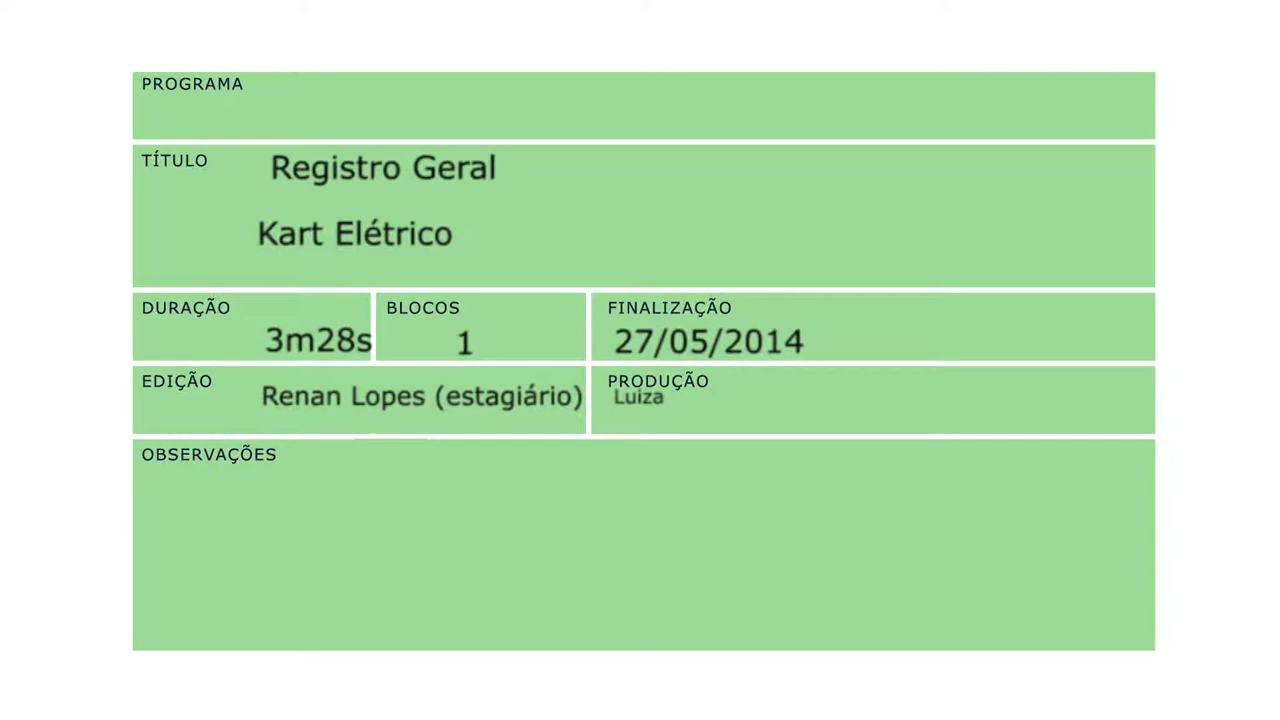 PROGRAMA
TÍTULO
Registro Geral
Kart Elétrico
DURAÇÃO
3m28s
BLOCOS
1
FINALIZAÇÃO
27/05/2014
EDIÇÃO
Renan Lopes (estagiário)
PRODUÇÃO
Luiza
OBSERVAÇÕES